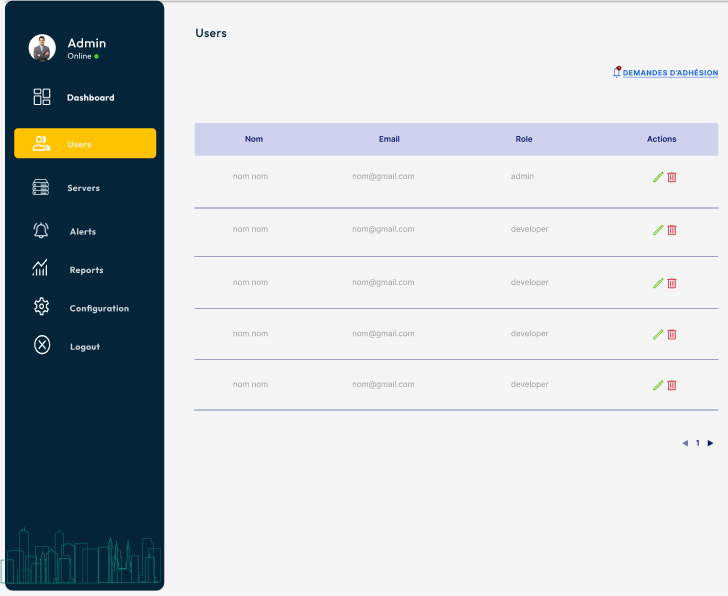 Admin
Online
Dashboard
Users
Servers
Alerts
Reports
Configuration
Logout
Users
DEMANDES D'ADHÉSION
Nom Email Role Actions
nom nom nom@gmail.com admin
nom nom nom@gmail.com developer
nom nom nom@gmail.com developer
nom nom nom@gmail.com developer
nom nom nom@gmail.com developer
1